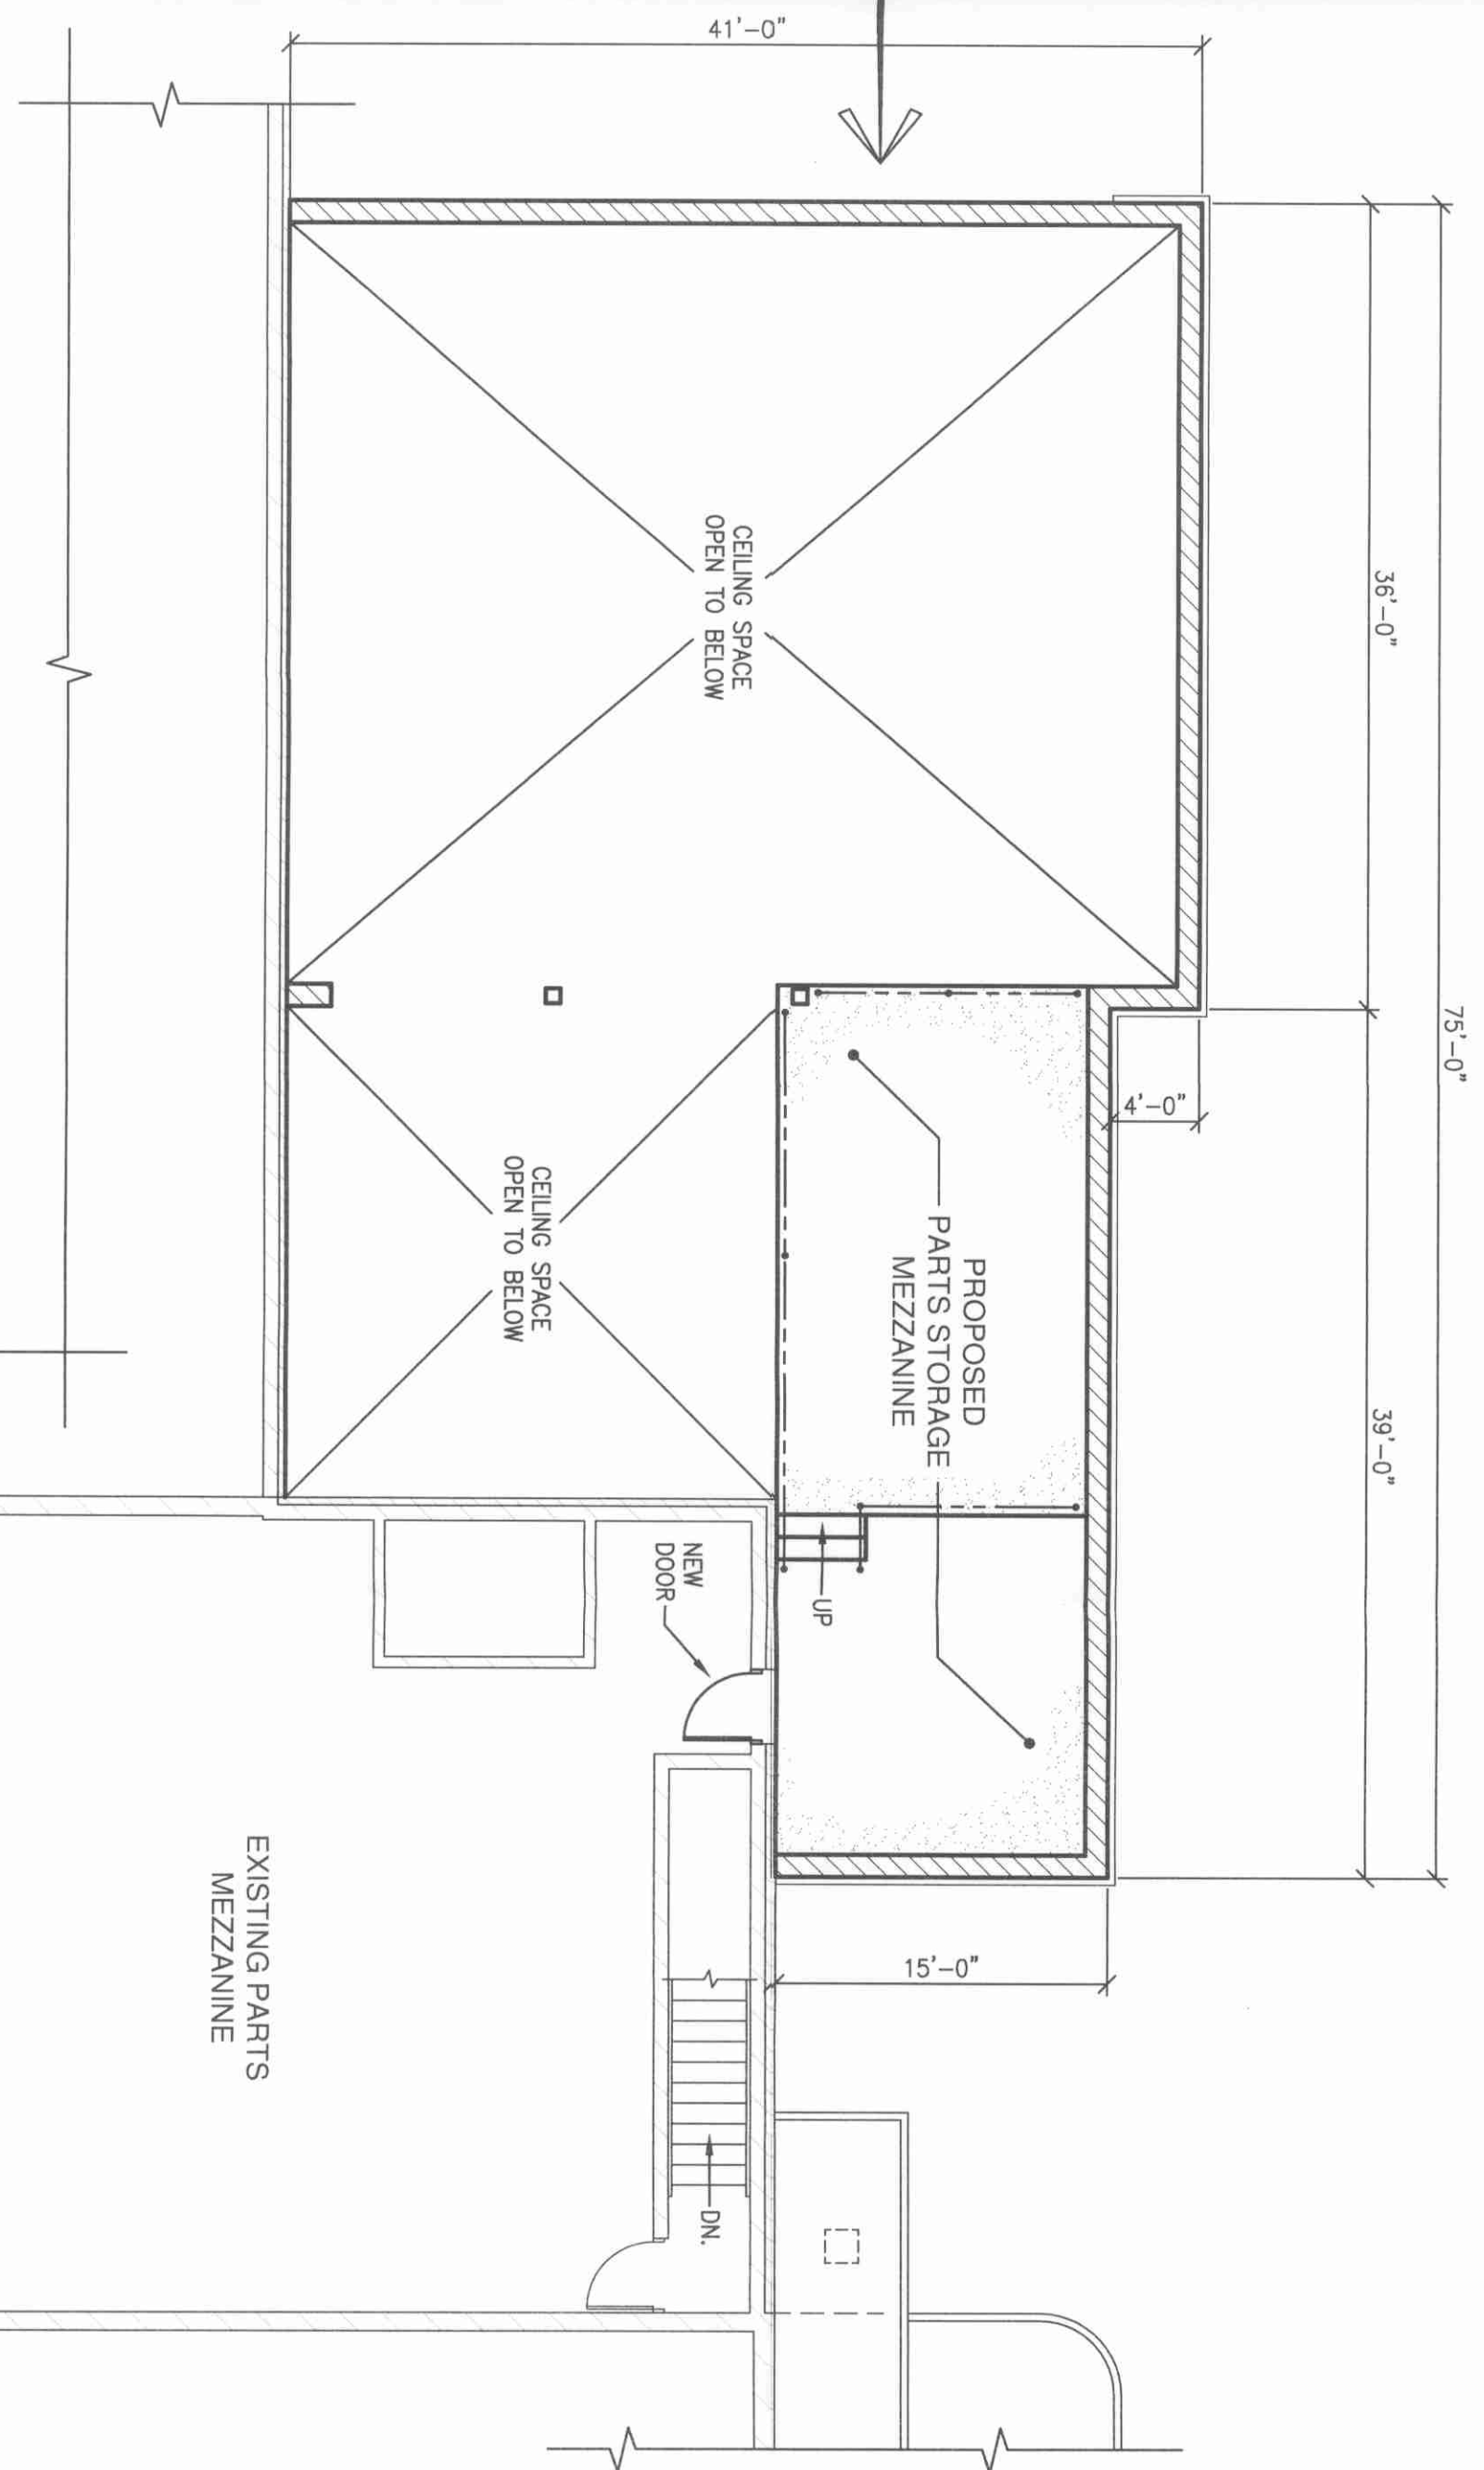 41'-0"
75'-0"
36'-0"
39'-0"
4'-0"
15'-0"
CEILING SPACE
OPEN TO BELOW
CEILING SPACE
OPEN TO BELOW
PROPOSED
PARTS STORAGE
MEZZANINE
UP
NEW
DOOR
DN.
EXISTING PARTS
MEZZANINE